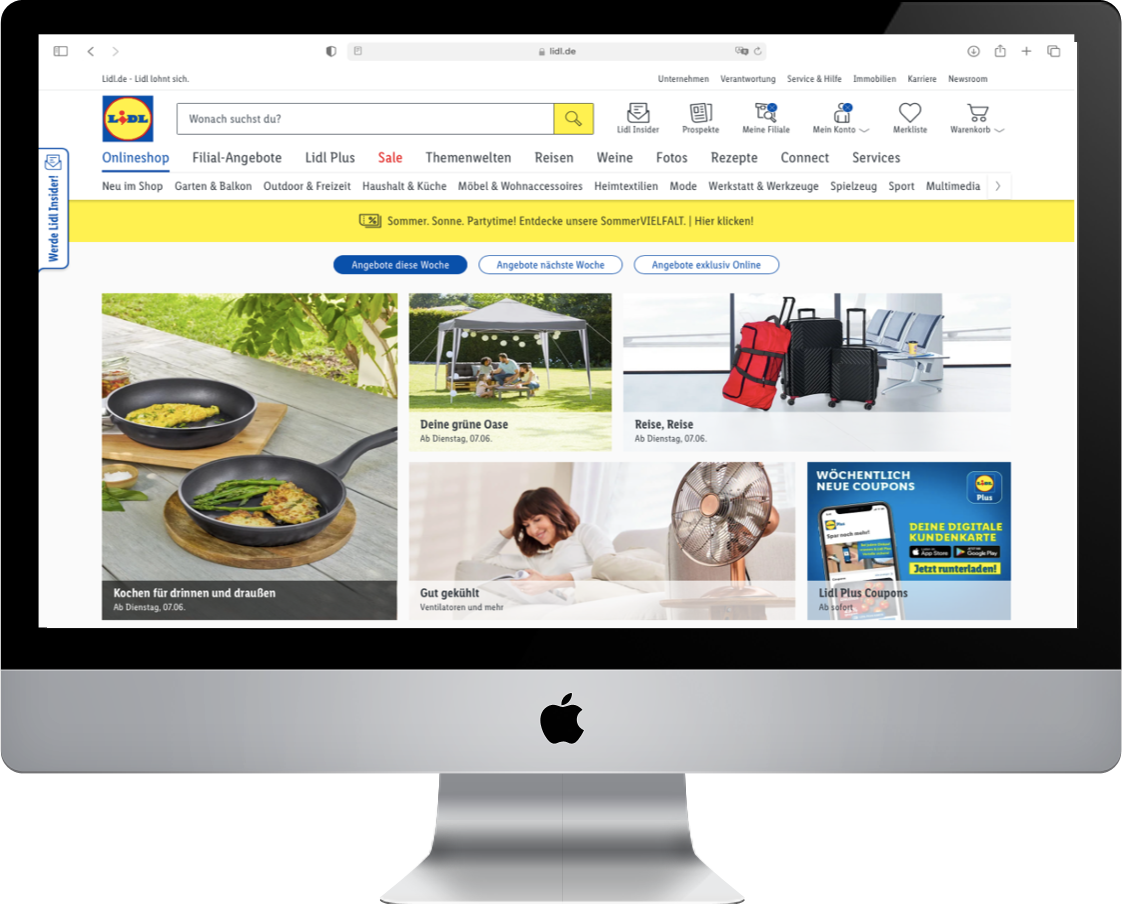 lidl.de
Lidl.de - Lidl lohnt sich.
Unternehmen Verantwortung Service & Hilfe Immobilien Karriere Newsroom
LIDL
Wonach suchst du?
Lidl Insider Prospekte Meine Filiale Mein Konto Merkliste Warenkorb
Onlineshop Filial-Angebote Lidl Plus Sale Themenwelten Reisen Weine Fotos Rezepte Connect Services
Neu im Shop Garten & Balkon Outdoor & Freizeit Haushalt & Küche Möbel & Wohnaccessoires Heimtextilien Mode Werkstatt & Werkzeuge Spielzeug Sport Multimedia
Werde Lidl Insider!
% Sommer. Sonne. Partytime! Entdecke unsere SommerVIELFALT. | Hier klicken!
Angebote diese Woche Angebote nächste Woche Angebote exklusiv Online
Deine grüne Oase
Ab Dienstag, 07.06.
Reise, Reise
Ab Dienstag, 07.06.
Kochen für drinnen und draußen
Ab Dienstag, 07.06.
Gut gekühlt
Ventilatoren und mehr
WÖCHENTLICH
NEUE COUPONS
LIDL
Plus
DEINE DIGITALE
KUNDENKARTE
App Store Google Play
Jetzt runterladen!
Plus
Spar noch mehr!
Coupons
Lidl Plus Coupons
Ab sofort